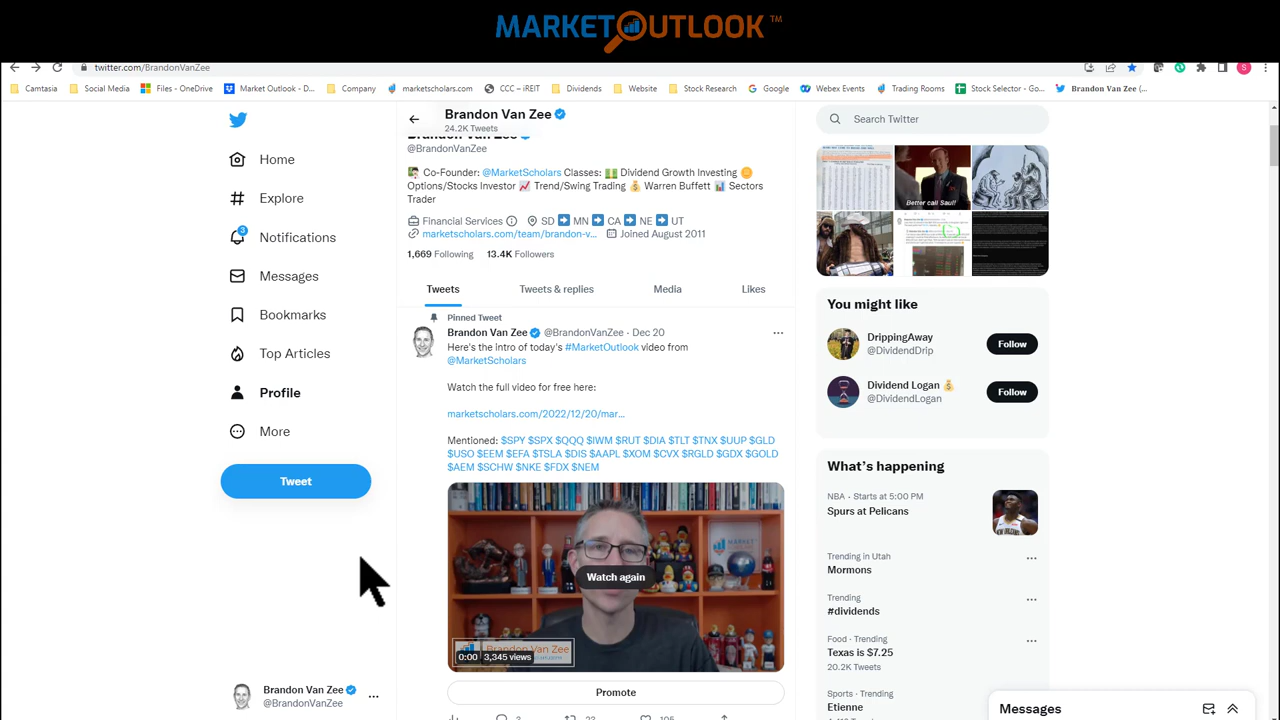 MARKETOUTLOOK™
twitter.com/BrandonVanZee
S
Camtasia
Social Media
Files - OneDrive
Market Outlook - D...
Company
marketscholars.com
CCC – iREIT
Dividends
Website
Stock Research
Google
Webex Events
Trading Rooms
Stock Selector - Go...
Brandon Van Zee (...
Brandon Van Zee
24.2K Tweets
Brandon Van Zee
@BrandonVanZee
Co-Founder: @MarketScholars Classes: Dividend Growth Investing
Options/Stocks Investor Trend/Swing Trading Warren Buffett Sectors
Trader
Financial Services SD MN CA NE UT
marketscholars.com/team/brandon-v... Joined August 2011
1,669 Following 13.4K Followers
Tweets Tweets & replies Media Likes
Pinned Tweet
Brandon Van Zee @BrandonVanZee · Dec 20
Here's the intro of today's #MarketOutlook video from
@MarketScholars
Watch the full video for free here:
marketscholars.com/2022/12/20/mar...
Mentioned: $SPY $SPX $QQQ $IWM $RUT $DIA $TLT $TNX $UUP $GLD
$USO $EEM $EFA $TSLA $DIS $AAPL $XOM $CVX $RGLD $GDX $GOLD
$AEM $SCHW $NKE $FDX $NEM
MARKET
Watch again
Brandon Van Zee
0:00 3,345 views
Promote
Home
Explore
Notifications
Messages
Bookmarks
Top Articles
Profile
More
Tweet
Brandon Van Zee
@BrandonVanZee
Search Twitter
Better call Saul!
You might like
DrippingAway
@DividendDrip
Follow
Dividend Logan
@DividendLogan
Follow
What's happening
NBA · Starts at 5:00 PM
Spurs at Pelicans
Trending in Utah
Mormons
Trending
#dividends
Food · Trending
Texas is $7.25
20.2K Tweets
Sports · Trending
Etienne
Messages